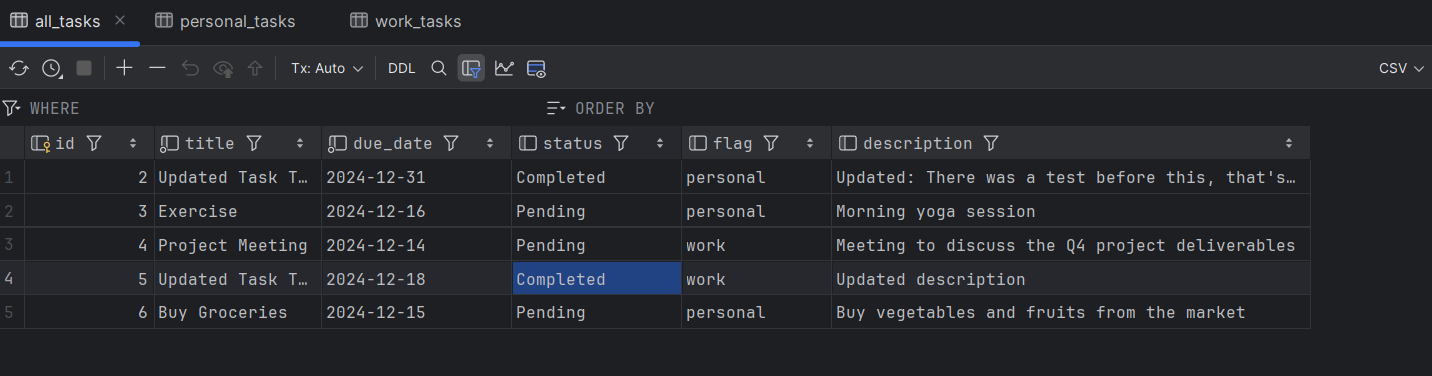 all_tasks × personal_tasks work_tasks
Tx: Auto DDL CSV
WHERE ORDER BY
id title due_date status flag description
1 2 Updated Task T… 2024-12-31 Completed personal Updated: There was a test before this, that's…
2 3 Exercise 2024-12-16 Pending personal Morning yoga session
3 4 Project Meeting 2024-12-14 Pending work Meeting to discuss the Q4 project deliverables
4 5 Updated Task T… 2024-12-18 Completed work Updated description
5 6 Buy Groceries 2024-12-15 Pending personal Buy vegetables and fruits from the market